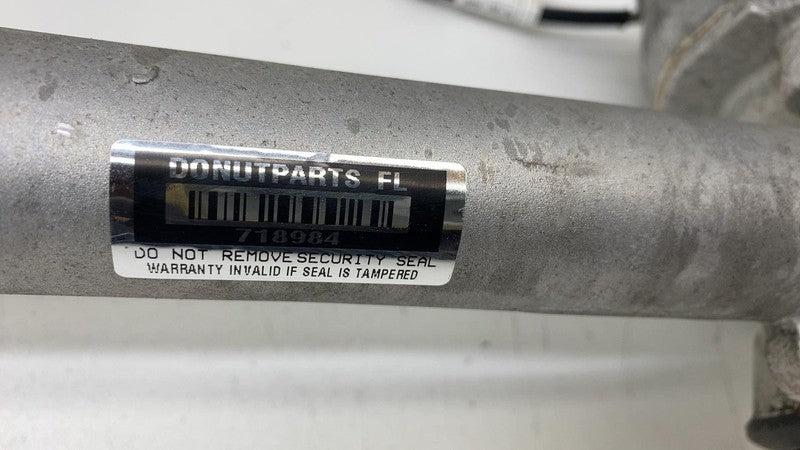 DONUTPARTS FL
718984
DO NOT REMOVE SECURITY SEAL
WARRANTY INVALID IF SEAL IS TAMPERED